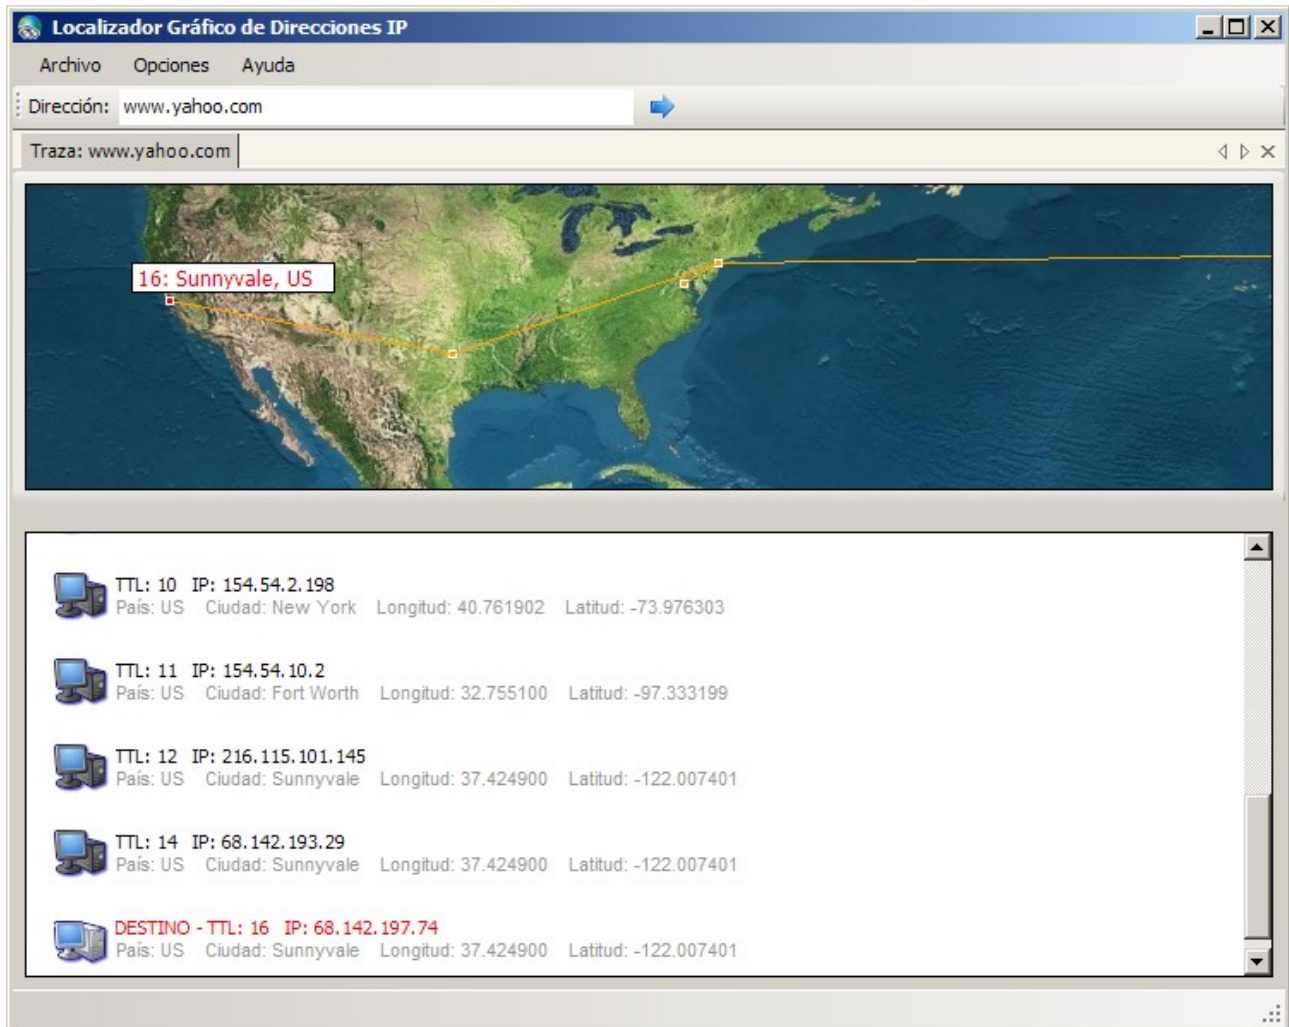 Localizador Gráfico de Direcciones IP
Archivo Opciones Ayuda
Dirección: www.yahoo.com
Traza: www.yahoo.com
16: Sunnyvale, US
TTL: 10 IP: 154.54.2.198
País: US Ciudad: New York Longitud: 40.761902 Latitud: -73.976303
TTL: 11 IP: 154.54.10.2
País: US Ciudad: Fort Worth Longitud: 32.755100 Latitud: -97.333199
TTL: 12 IP: 216.115.101.145
País: US Ciudad: Sunnyvale Longitud: 37.424900 Latitud: -122.007401
TTL: 14 IP: 68.142.193.29
País: US Ciudad: Sunnyvale Longitud: 37.424900 Latitud: -122.007401
DESTINO - TTL: 16 IP: 68.142.197.74
País: US Ciudad: Sunnyvale Longitud: 37.424900 Latitud: -122.007401